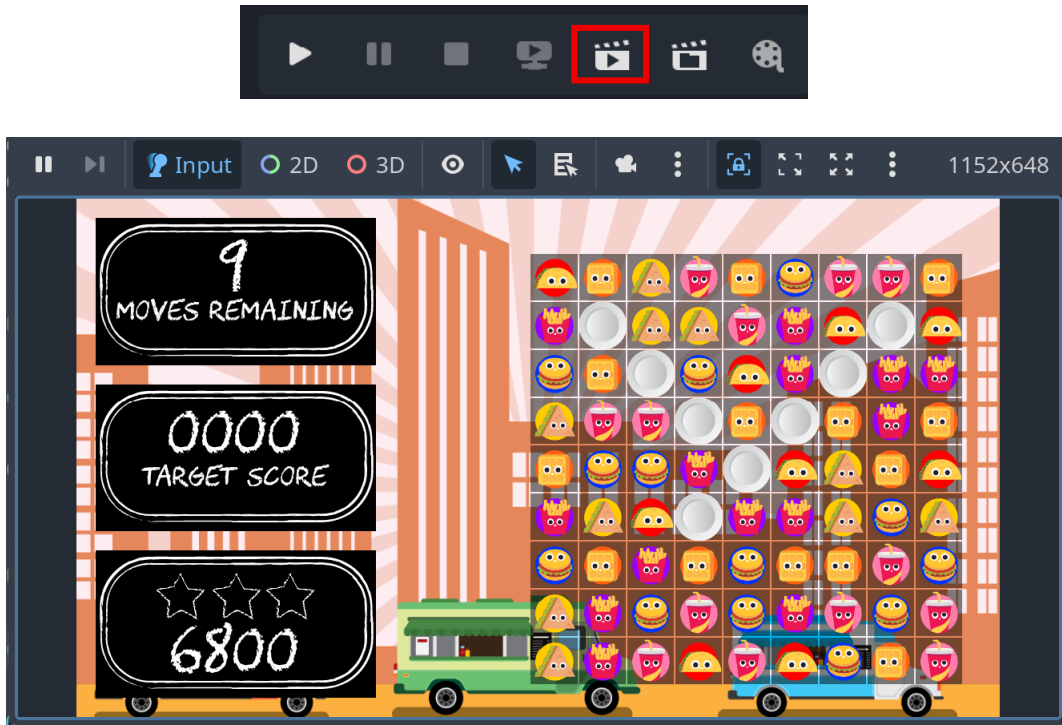 Input
2D
3D
1152x648
9
MOVES REMAINING
0000
TARGET SCORE
6800